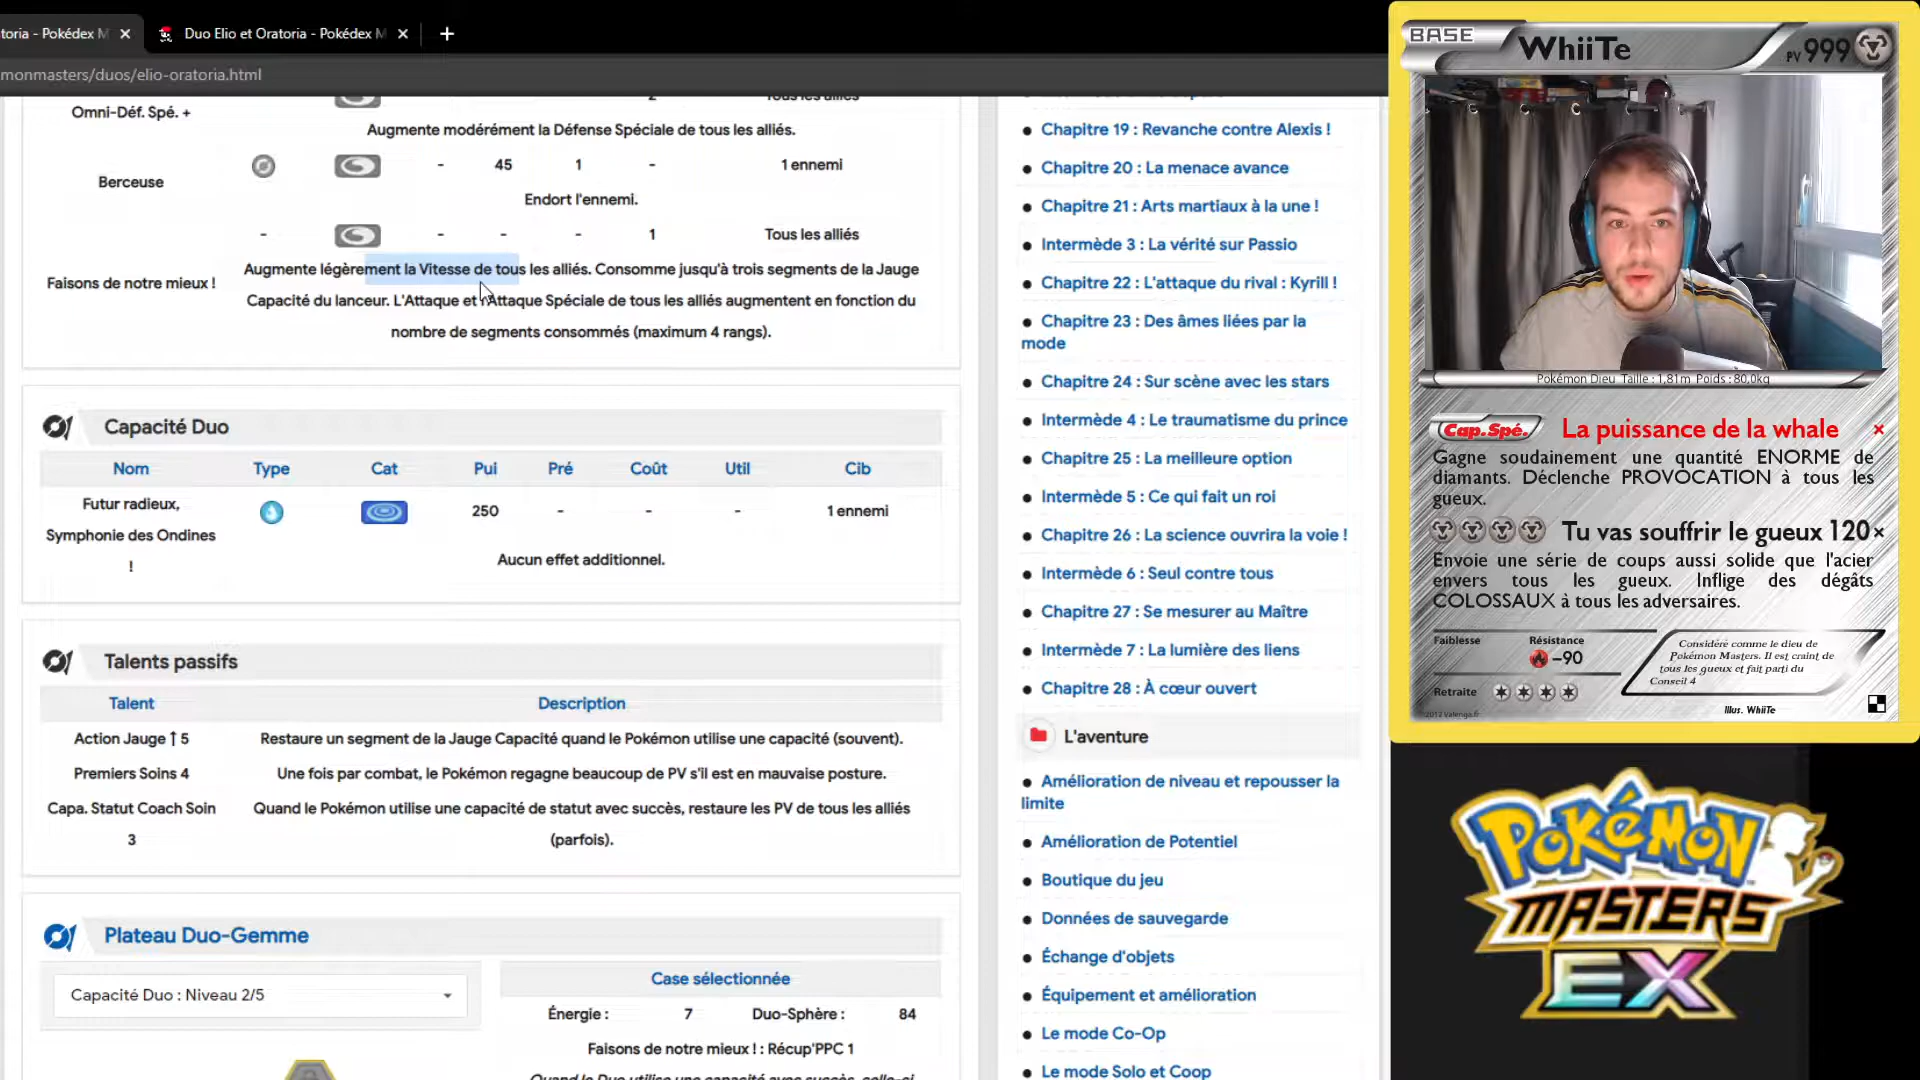 toria - Pokédex M
Duo Elio et Oratoria - Pokédex M
monmasters/duos/elio-oratoria.html
Omni-Déf. Spé. +
2
Tous les alliés
Augmente modérément la Défense Spéciale de tous les alliés.
Berceuse
- 45 1 - 1 ennemi
Endort l'ennemi.
- - - - 1 Tous les alliés
Faisons de notre mieux !
Augmente légèrement la Vitesse de tous les alliés. Consomme jusqu'à trois segments de la Jauge
Capacité du lanceur. L'Attaque et l'Attaque Spéciale de tous les alliés augmentent en fonction du
nombre de segments consommés (maximum 4 rangs).
Capacité Duo
Nom Type Cat Pui Pré Coût Util Cib
Futur radieux,
Symphonie des Ondines
!
250 - - - 1 ennemi
Aucun effet additionnel.
Talents passifs
Talent Description
Action Jauge ↑ 5 Restaure un segment de la Jauge Capacité quand le Pokémon utilise une capacité (souvent).
Premiers Soins 4 Une fois par combat, le Pokémon regagne beaucoup de PV s'il est en mauvaise posture.
Capa. Statut Coach Soin
3
Quand le Pokémon utilise une capacité de statut avec succès, restaure les PV de tous les alliés
(parfois).
Plateau Duo-Gemme
Capacité Duo : Niveau 2/5
Case sélectionnée
Énergie : 7 Duo-Sphère : 84
Faisons de notre mieux ! : Récup'PPC 1
Quand le Duo utilise une capacité avec succès, celle-ci
Chapitre 19 : Revanche contre Alexis !
Chapitre 20 : La menace avance
Chapitre 21 : Arts martiaux à la une !
Intermède 3 : La vérité sur Passio
Chapitre 22 : L'attaque du rival : Kyrill !
Chapitre 23 : Des âmes liées par la
mode
Chapitre 24 : Sur scène avec les stars
Intermède 4 : Le traumatisme du prince
Chapitre 25 : La meilleure option
Intermède 5 : Ce qui fait un roi
Chapitre 26 : La science ouvrira la voie !
Intermède 6 : Seul contre tous
Chapitre 27 : Se mesurer au Maître
Intermède 7 : La lumière des liens
Chapitre 28 : À cœur ouvert
L'aventure
Amélioration de niveau et repousser la
limite
Amélioration de Potentiel
Boutique du jeu
Données de sauvegarde
Échange d'objets
Équipement et amélioration
Le mode Co-Op
Le mode Solo et Coop
BASE
WhiiTe
PV 999
Pokémon Dieu Taille : 1,81m Poids : 80,0kg
Cap. Spé. La puissance de la whale ×
Gagne soudainement une quantité ENORME de
diamants. Déclenche PROVOCATION à tous les
gueux.
Tu vas souffrir le gueux 120×
Envoie une série de coups aussi solide que l'acier
envers tous les gueux. Inflige des dégâts
COLOSSAUX à tous les adversaires.
Faiblesse
Résistance
-90
Retraite
Considéré comme le dieu de
Pokémon Masters. Il est craint de
tous les gueux et fait parti du
Conseil 4
Illus. WhiiTe
POKÉMON
MASTERS
EX